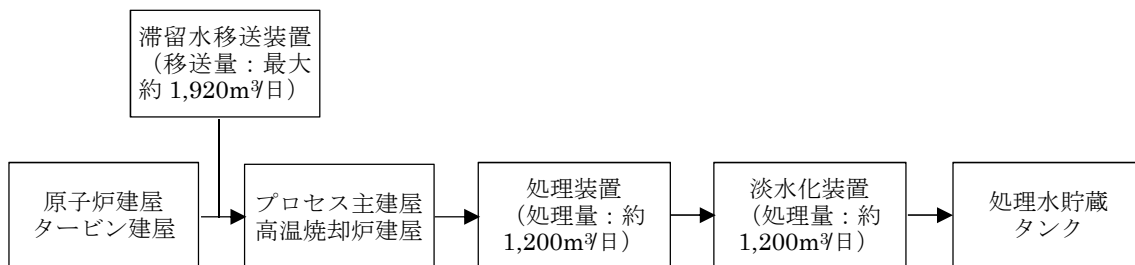 滞留水移送装置
（移送量：最大
約 1,920m³/日）
原子炉建屋
タービン建屋
プロセス主建屋
高温焼却炉建屋
処理装置
（処理量：約
1,200m³/日）
淡水化装置
（処理量：約
1,200m³/日）
処理水貯蔵
タンク